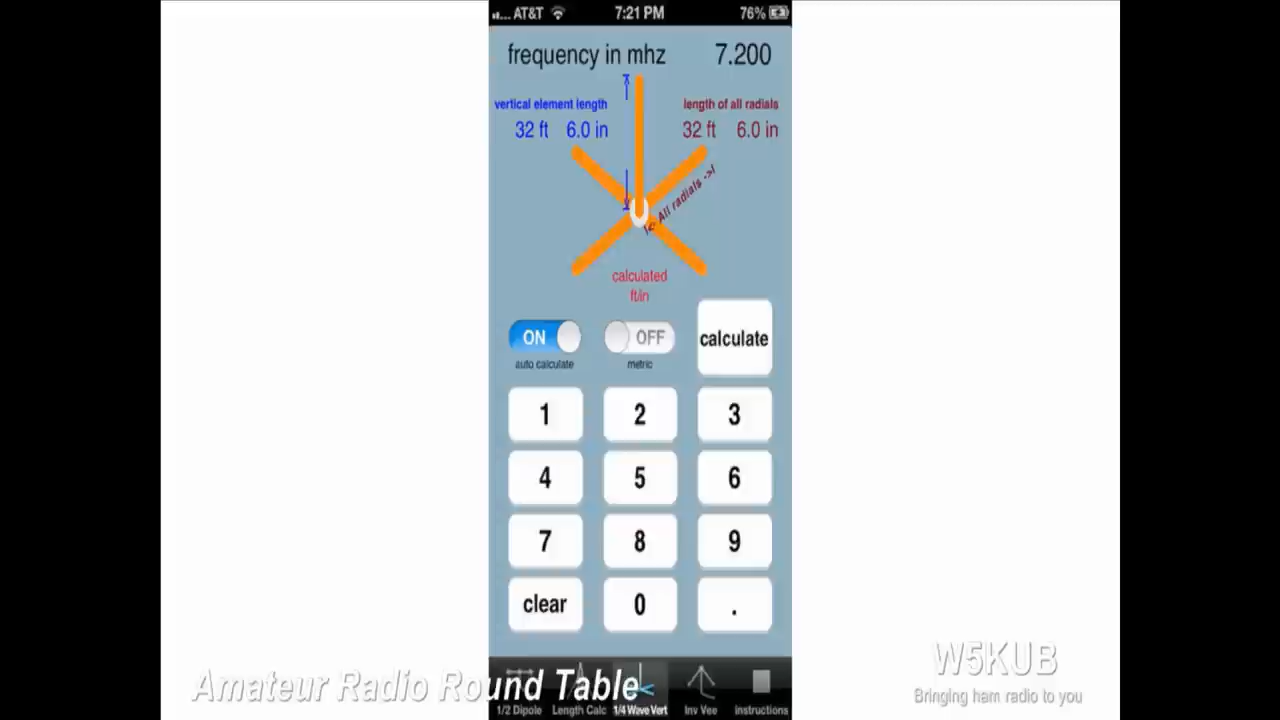 AT&T 7:21 PM 76%
frequency in mhz 7.200
vertical element length length of all radials
32 ft 6.0 in 32 ft 6.0 in
All radials ->|
calculated
ft/in
ON OFF calculate
auto calculate metric
1 2 3
4 5 6
7 8 9
clear 0 .
W5KUB
Amateur Radio Round Table
Bringing ham radio to you
1/2 Dipole Length Calc 1/4 Wave Vert Inv Vee instructions